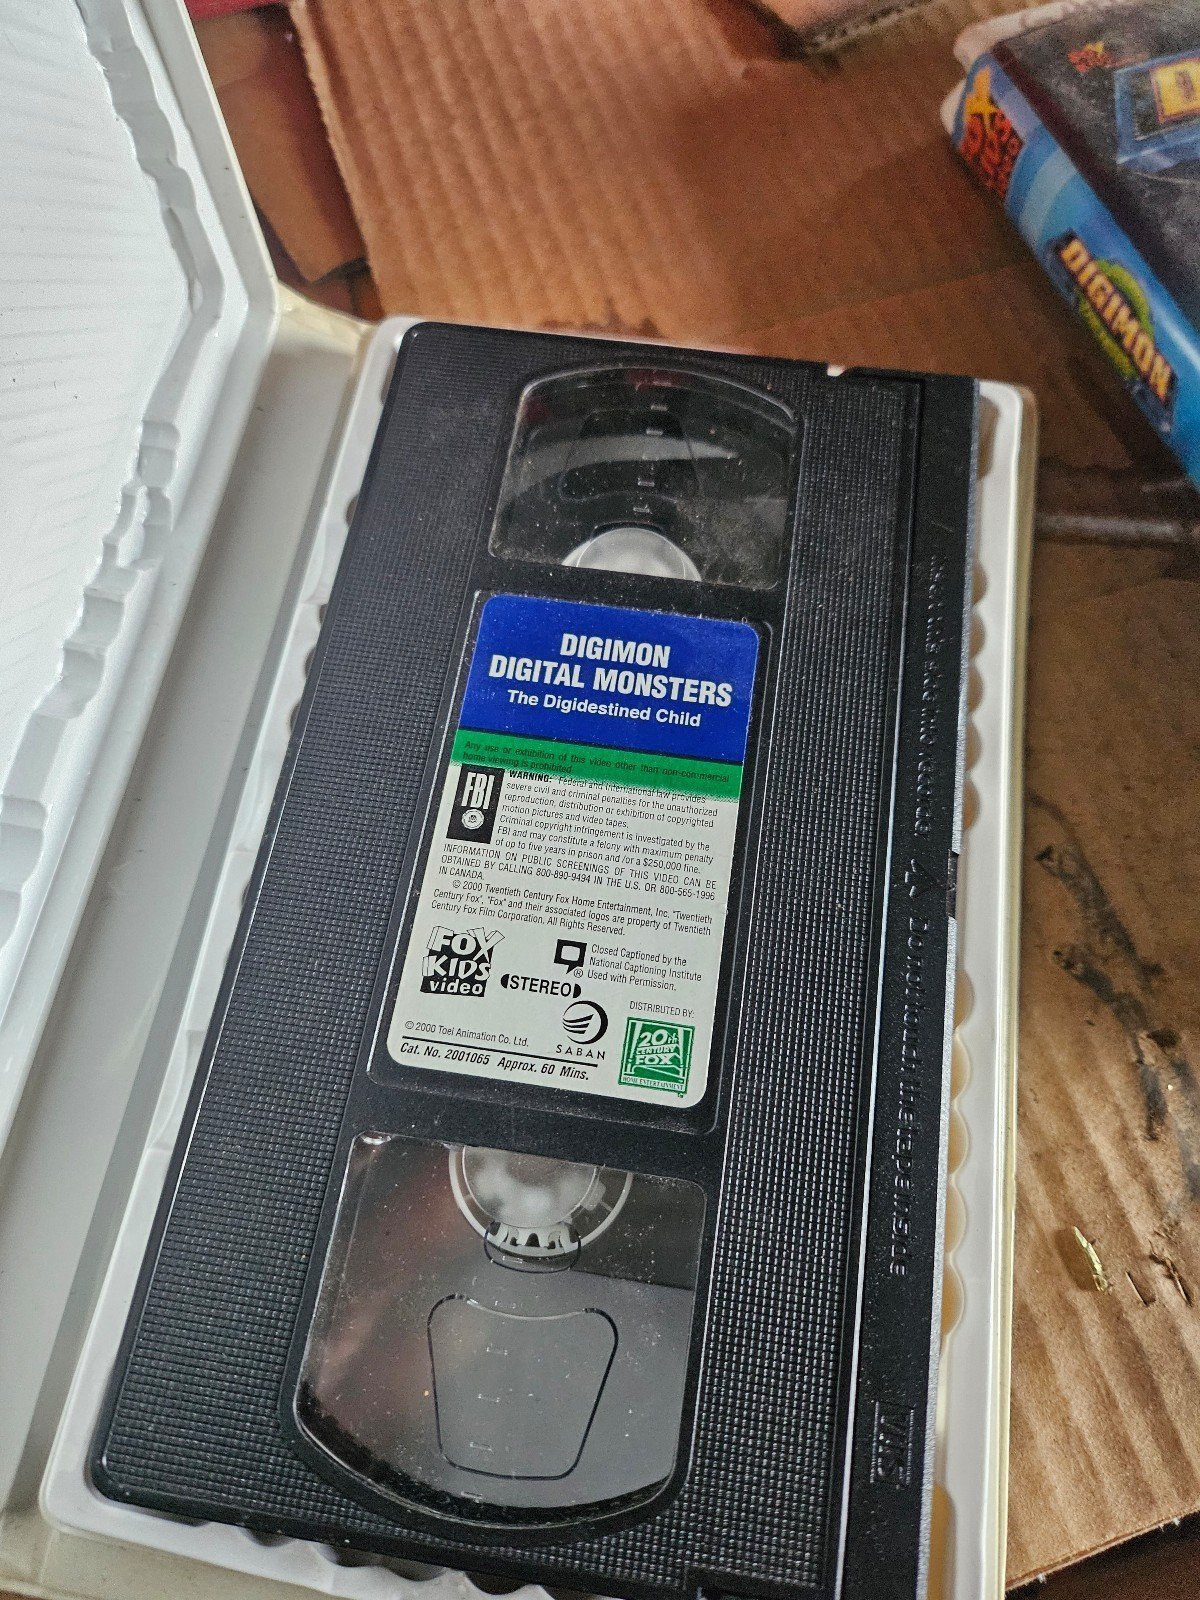 DIGIMON
DIGITAL MONSTERS
The Digidestined Child
Any use or exhibition of this video other than non-commercial
home viewing is prohibited.
FBI
WARNING: Federal and international law provides
severe civil and criminal penalties for the unauthorized
reproduction, distribution or exhibition of copyrighted
motion pictures and video tapes.
Criminal copyright infringement is investigated by the
FBI and may constitute a felony with maximum penalty
of up to five years in prison and /or a $250,000 fine.
INFORMATION ON PUBLIC SCREENINGS OF THIS VIDEO CAN BE
OBTAINED BY CALLING 800-890-9494 IN THE U.S. OR 800-565-1996
IN CANADA.
© 2000 Twentieth Century Fox Home Entertainment, Inc. "Twentieth
Century Fox", "Fox" and their associated logos are property of Twentieth
Century Fox Film Corporation. All Rights Reserved.
FOX
KIDS
video
Closed Captioned by the
National Captioning Institute
® Used with Permission.
STEREO
SABAN
DISTRIBUTED BY:
20th
CENTURY
FOX
HOME ENTERTAINMENT
© 2000 Toei Animation Co. Ltd.
Cat. No. 2001065 Approx. 60 Mins.
Do not touch the tape inside
VHS
DIGIMON